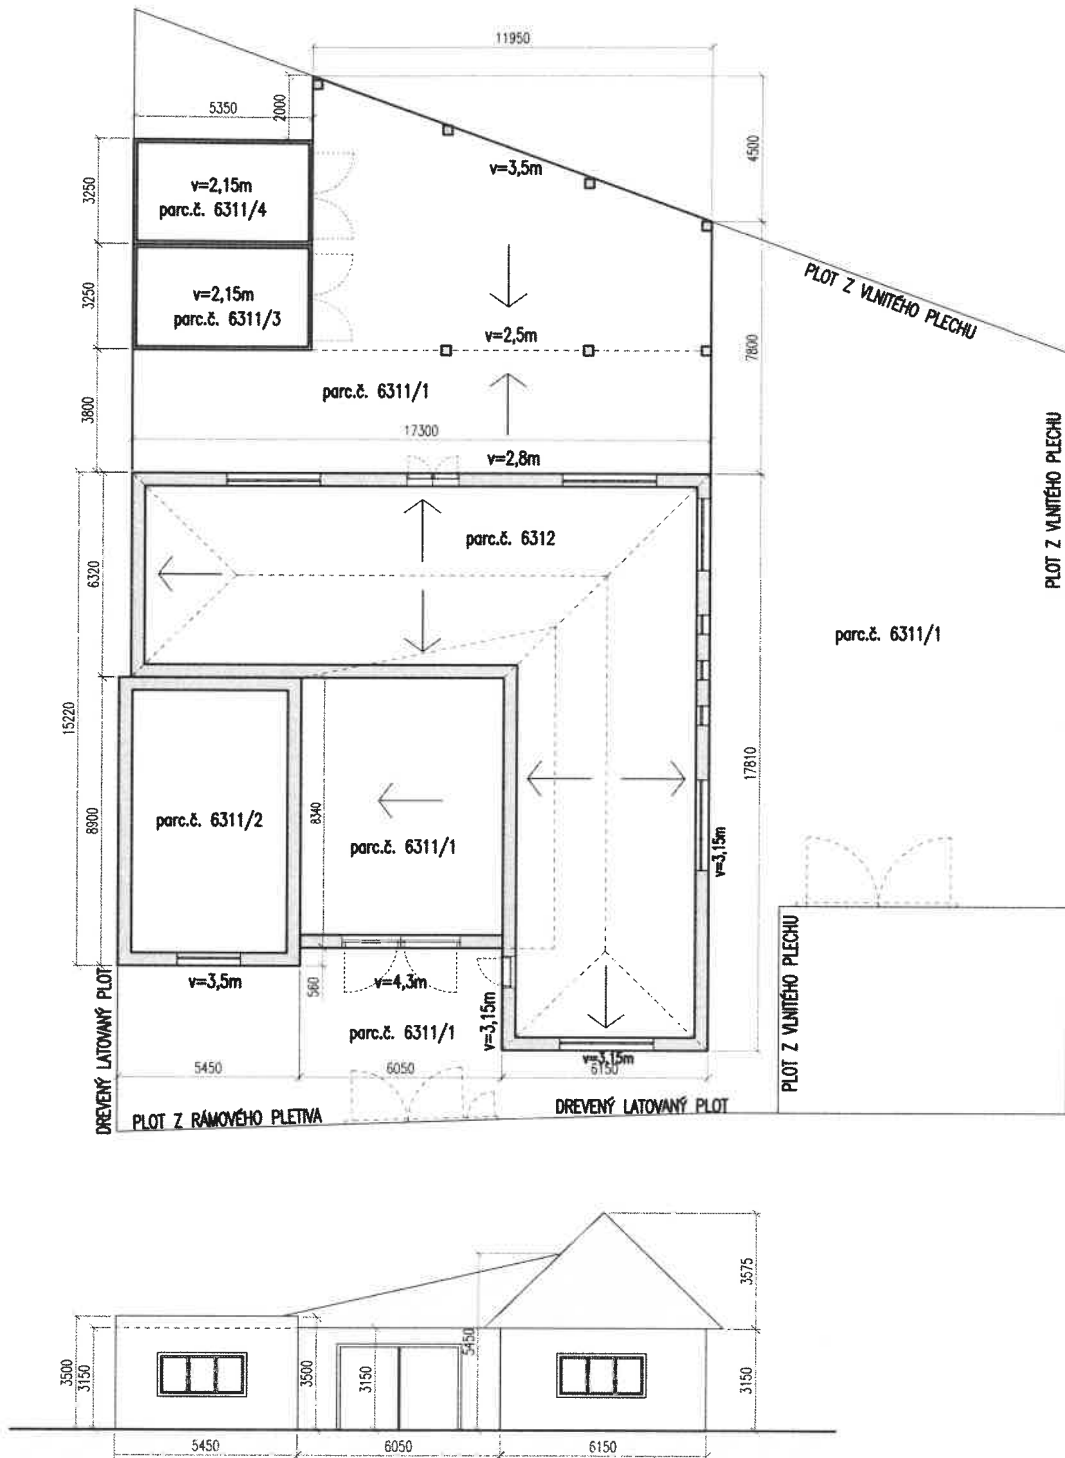 11950
5350
2000
4500
v=3,5m
3250
v=2,15m
parc.č. 6311/4
3250
v=2,15m
parc.č. 6311/3
PLOT Z VLNITÉHO PLECHU
v=2,5m
7800
3800
parc.č. 6311/1
17300
v=2,8m
PLOT Z VLNITÉHO PLECHU
parc.č. 6312
6320
parc.č. 6311/1
15220
17810
8900
parc.č. 6311/2
8340
parc.č. 6311/1
v=3,15m
v=3,5m
560
v=4,3m
v=3,15m
parc.č. 6311/1
v=3,15m
DREVENÝ LATOVANÝ PLOT
5450
6050
6150
PLOT Z VLNITÉHO PLECHU
PLOT Z RÁMOVÉHO PLETIVA
DREVENÝ LATOVANÝ PLOT
3575
5450
3500
3150
3500
3150
3150
5450
6050
6150